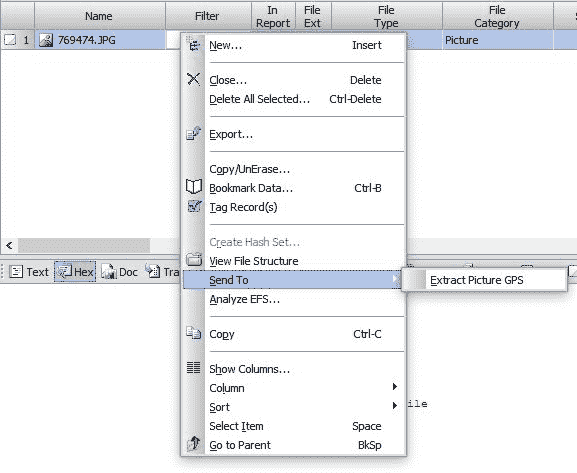 Name Filter In Report File Ext File Type File Category
1 769474.JPG Picture
New... Insert
Close... Delete
Delete All Selected... Ctrl-Delete
Export...
Copy/UnErase...
Bookmark Data... Ctrl-B
Tag Record(s)
Create Hash Set...
View File Structure
Text Hex Doc Tra
Send To Extract Picture GPS
Analyze EFS...
Copy Ctrl-C
Show Columns...
Column
Sort ile
Select Item Space
Go to Parent BkSp